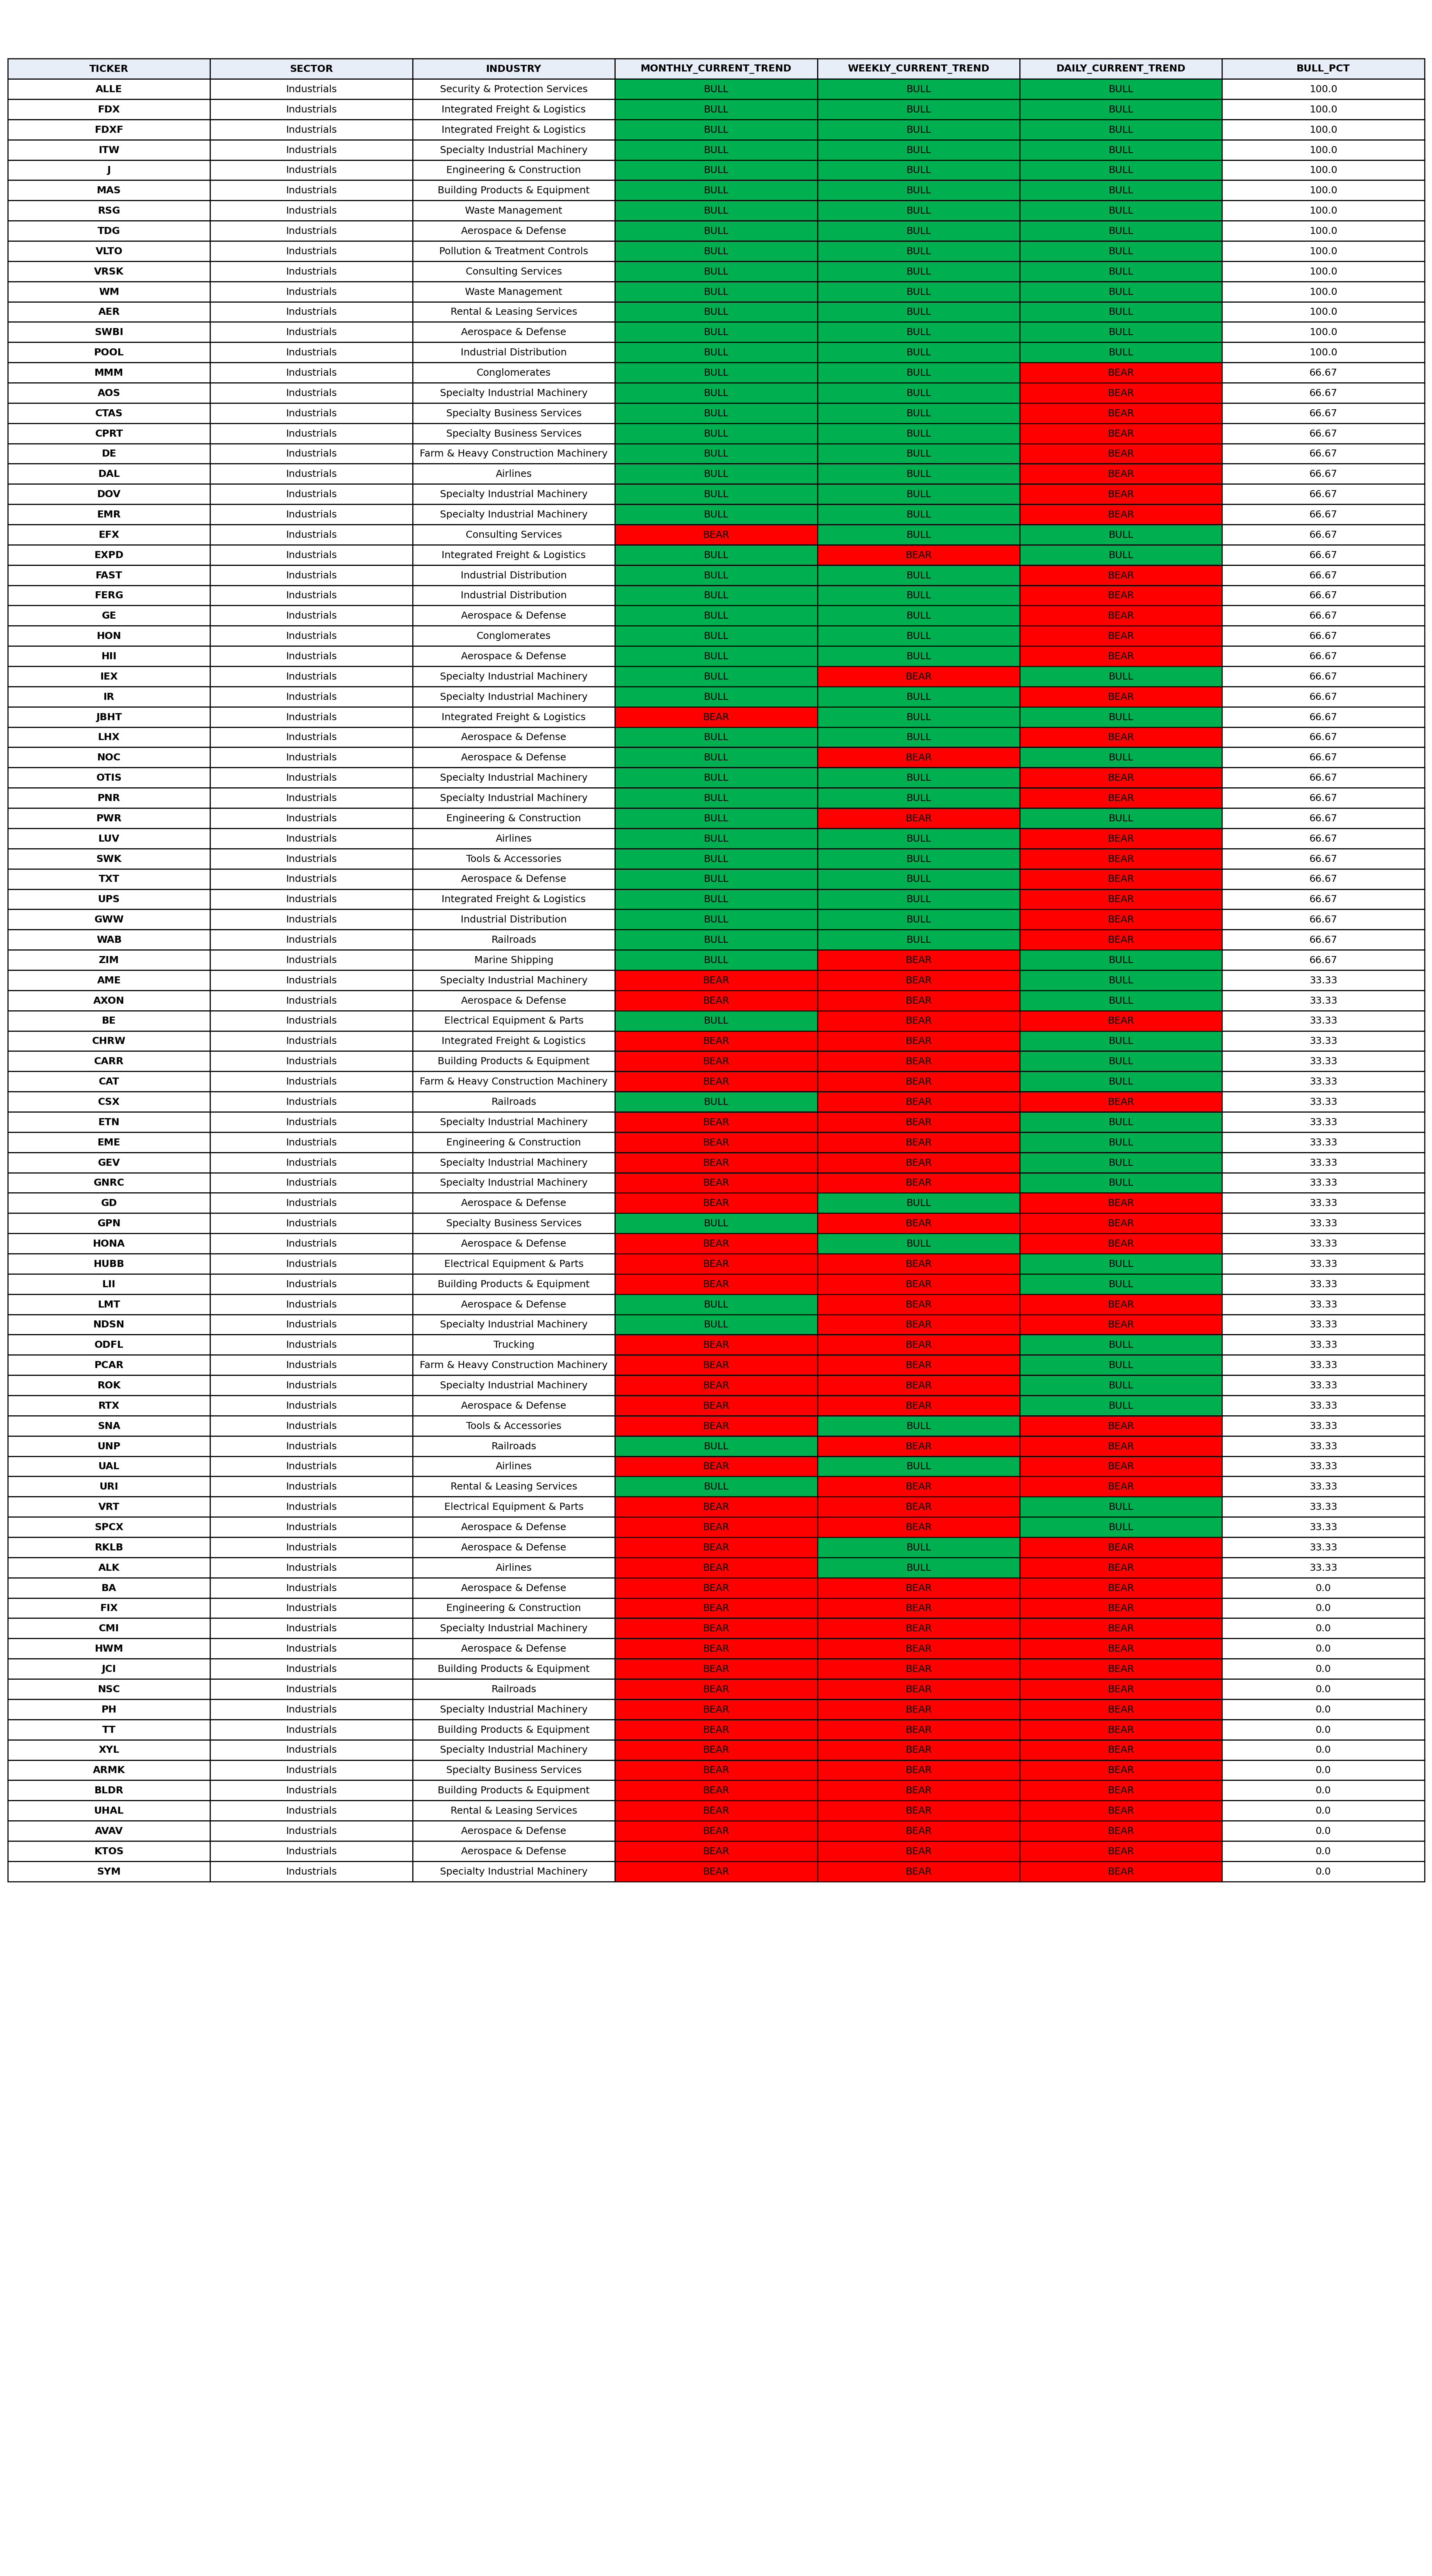 TICKER SECTOR INDUSTRY MONTHLY_CURRENT_TREND WEEKLY_CURRENT_TREND DAILY_CURRENT_TREND BULL_PCT
ALLE Industrials Security & Protection Services BULL BULL BULL 100.0
FDX Industrials Integrated Freight & Logistics BULL BULL BULL 100.0
FDXF Industrials Integrated Freight & Logistics BULL BULL BULL 100.0
ITW Industrials Specialty Industrial Machinery BULL BULL BULL 100.0
J Industrials Engineering & Construction BULL BULL BULL 100.0
MAS Industrials Building Products & Equipment BULL BULL BULL 100.0
RSG Industrials Waste Management BULL BULL BULL 100.0
TDG Industrials Aerospace & Defense BULL BULL BULL 100.0
VLTO Industrials Pollution & Treatment Controls BULL BULL BULL 100.0
VRSK Industrials Consulting Services BULL BULL BULL 100.0
WM Industrials Waste Management BULL BULL BULL 100.0
AER Industrials Rental & Leasing Services BULL BULL BULL 100.0
SWBI Industrials Aerospace & Defense BULL BULL BULL 100.0
POOL Industrials Industrial Distribution BULL BULL BULL 100.0
MMM Industrials Conglomerates BULL BULL BEAR 66.67
AOS Industrials Specialty Industrial Machinery BULL BULL BEAR 66.67
CTAS Industrials Specialty Business Services BULL BULL BEAR 66.67
CPRT Industrials Specialty Business Services BULL BULL BEAR 66.67
DE Industrials Farm & Heavy Construction Machinery BULL BULL BEAR 66.67
DAL Industrials Airlines BULL BULL BEAR 66.67
DOV Industrials Specialty Industrial Machinery BULL BULL BEAR 66.67
EMR Industrials Specialty Industrial Machinery BULL BULL BEAR 66.67
EFX Industrials Consulting Services BEAR BULL BULL 66.67
EXPD Industrials Integrated Freight & Logistics BULL BEAR BULL 66.67
FAST Industrials Industrial Distribution BULL BULL BEAR 66.67
FERG Industrials Industrial Distribution BULL BULL BEAR 66.67
GE Industrials Aerospace & Defense BULL BULL BEAR 66.67
HON Industrials Conglomerates BULL BULL BEAR 66.67
HII Industrials Aerospace & Defense BULL BULL BEAR 66.67
IEX Industrials Specialty Industrial Machinery BULL BEAR BULL 66.67
IR Industrials Specialty Industrial Machinery BULL BULL BEAR 66.67
JBHT Industrials Integrated Freight & Logistics BEAR BULL BULL 66.67
LHX Industrials Aerospace & Defense BULL BULL BEAR 66.67
NOC Industrials Aerospace & Defense BULL BEAR BULL 66.67
OTIS Industrials Specialty Industrial Machinery BULL BULL BEAR 66.67
PNR Industrials Specialty Industrial Machinery BULL BULL BEAR 66.67
PWR Industrials Engineering & Construction BULL BEAR BULL 66.67
LUV Industrials Airlines BULL BULL BEAR 66.67
SWK Industrials Tools & Accessories BULL BULL BEAR 66.67
TXT Industrials Aerospace & Defense BULL BULL BEAR 66.67
UPS Industrials Integrated Freight & Logistics BULL BULL BEAR 66.67
GWW Industrials Industrial Distribution BULL BULL BEAR 66.67
WAB Industrials Railroads BULL BULL BEAR 66.67
ZIM Industrials Marine Shipping BULL BEAR BULL 66.67
AME Industrials Specialty Industrial Machinery BEAR BEAR BULL 33.33
AXON Industrials Aerospace & Defense BEAR BEAR BULL 33.33
BE Industrials Electrical Equipment & Parts BULL BEAR BEAR 33.33
CHRW Industrials Integrated Freight & Logistics BEAR BEAR BULL 33.33
CARR Industrials Building Products & Equipment BEAR BEAR BULL 33.33
CAT Industrials Farm & Heavy Construction Machinery BEAR BEAR BULL 33.33
CSX Industrials Railroads BULL BEAR BEAR 33.33
ETN Industrials Specialty Industrial Machinery BEAR BEAR BULL 33.33
EME Industrials Engineering & Construction BEAR BEAR BULL 33.33
GEV Industrials Specialty Industrial Machinery BEAR BEAR BULL 33.33
GNRC Industrials Specialty Industrial Machinery BEAR BEAR BULL 33.33
GD Industrials Aerospace & Defense BEAR BULL BEAR 33.33
GPN Industrials Specialty Business Services BULL BEAR BEAR 33.33
HONA Industrials Aerospace & Defense BEAR BULL BEAR 33.33
HUBB Industrials Electrical Equipment & Parts BEAR BEAR BULL 33.33
LII Industrials Building Products & Equipment BEAR BEAR BULL 33.33
LMT Industrials Aerospace & Defense BULL BEAR BEAR 33.33
NDSN Industrials Specialty Industrial Machinery BULL BEAR BEAR 33.33
ODFL Industrials Trucking BEAR BEAR BULL 33.33
PCAR Industrials Farm & Heavy Construction Machinery BEAR BEAR BULL 33.33
ROK Industrials Specialty Industrial Machinery BEAR BEAR BULL 33.33
RTX Industrials Aerospace & Defense BEAR BEAR BULL 33.33
SNA Industrials Tools & Accessories BEAR BULL BEAR 33.33
UNP Industrials Railroads BULL BEAR BEAR 33.33
UAL Industrials Airlines BEAR BULL BEAR 33.33
URI Industrials Rental & Leasing Services BULL BEAR BEAR 33.33
VRT Industrials Electrical Equipment & Parts BEAR BEAR BULL 33.33
SPCX Industrials Aerospace & Defense BEAR BEAR BULL 33.33
RKLB Industrials Aerospace & Defense BEAR BULL BEAR 33.33
ALK Industrials Airlines BEAR BULL BEAR 33.33
BA Industrials Aerospace & Defense BEAR BEAR BEAR 0.0
FIX Industrials Engineering & Construction BEAR BEAR BEAR 0.0
CMI Industrials Specialty Industrial Machinery BEAR BEAR BEAR 0.0
HWM Industrials Aerospace & Defense BEAR BEAR BEAR 0.0
JCI Industrials Building Products & Equipment BEAR BEAR BEAR 0.0
NSC Industrials Railroads BEAR BEAR BEAR 0.0
PH Industrials Specialty Industrial Machinery BEAR BEAR BEAR 0.0
TT Industrials Building Products & Equipment BEAR BEAR BEAR 0.0
XYL Industrials Specialty Industrial Machinery BEAR BEAR BEAR 0.0
ARMK Industrials Specialty Business Services BEAR BEAR BEAR 0.0
BLDR Industrials Building Products & Equipment BEAR BEAR BEAR 0.0
UHAL Industrials Rental & Leasing Services BEAR BEAR BEAR 0.0
AVAV Industrials Aerospace & Defense BEAR BEAR BEAR 0.0
KTOS Industrials Aerospace & Defense BEAR BEAR BEAR 0.0
SYM Industrials Specialty Industrial Machinery BEAR BEAR BEAR 0.0